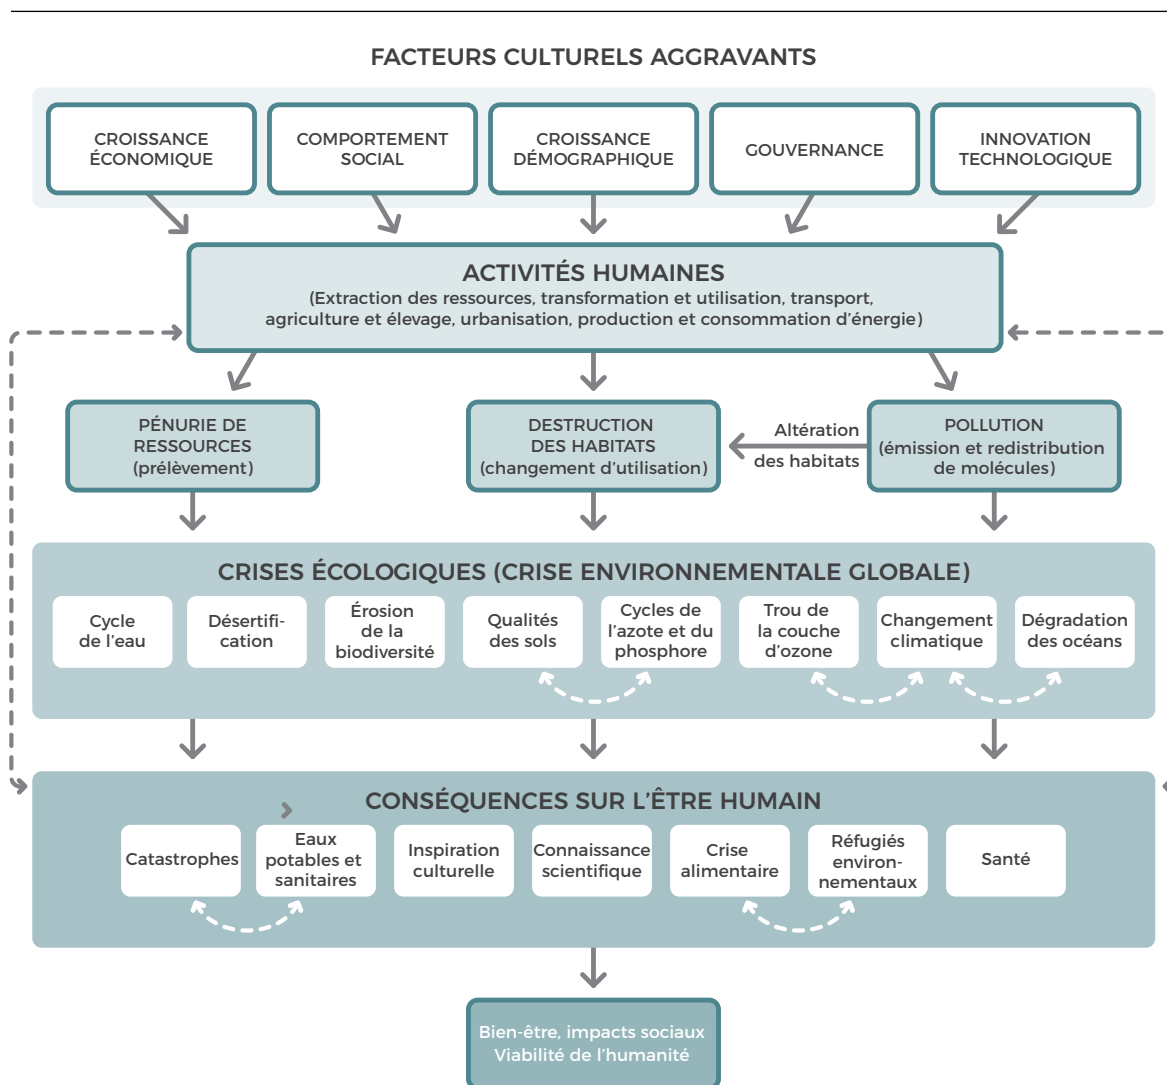 FACTEURS CULTURELS AGGRAVANTS
CROISSANCE
ÉCONOMIQUE
COMPORTEMENT
SOCIAL
CROISSANCE
DÉMOGRAPHIQUE
GOUVERNANCE
INNOVATION
TECHNOLOGIQUE
ACTIVITÉS HUMAINES
(Extraction des ressources, transformation et utilisation, transport,
agriculture et élevage, urbanisation, production et consommation d'énergie)
PÉNURIE DE
RESSOURCES
(prélèvement)
DESTRUCTION
DES HABITATS
(changement d'utilisation)
Altération
des habitats
POLLUTION
(émission et redistribution
de molécules)
CRISES ÉCOLOGIQUES (CRISE ENVIRONNEMENTALE GLOBALE)
Cycle
de l'eau
Désertifi-
cation
Érosion
de la
biodiversité
Qualités
des sols
Cycles de
l'azote et du
phosphore
Trou de
la couche
d'ozone
Changement
climatique
Dégradation
des océans
CONSÉQUENCES SUR L'ÊTRE HUMAIN
Catastrophes
Eaux
potables et
sanitaires
Inspiration
culturelle
Connaissance
scientifique
Crise
alimentaire
Réfugiés
environ-
nementaux
Santé
Bien-être, impacts sociaux
Viabilité de l'humanité